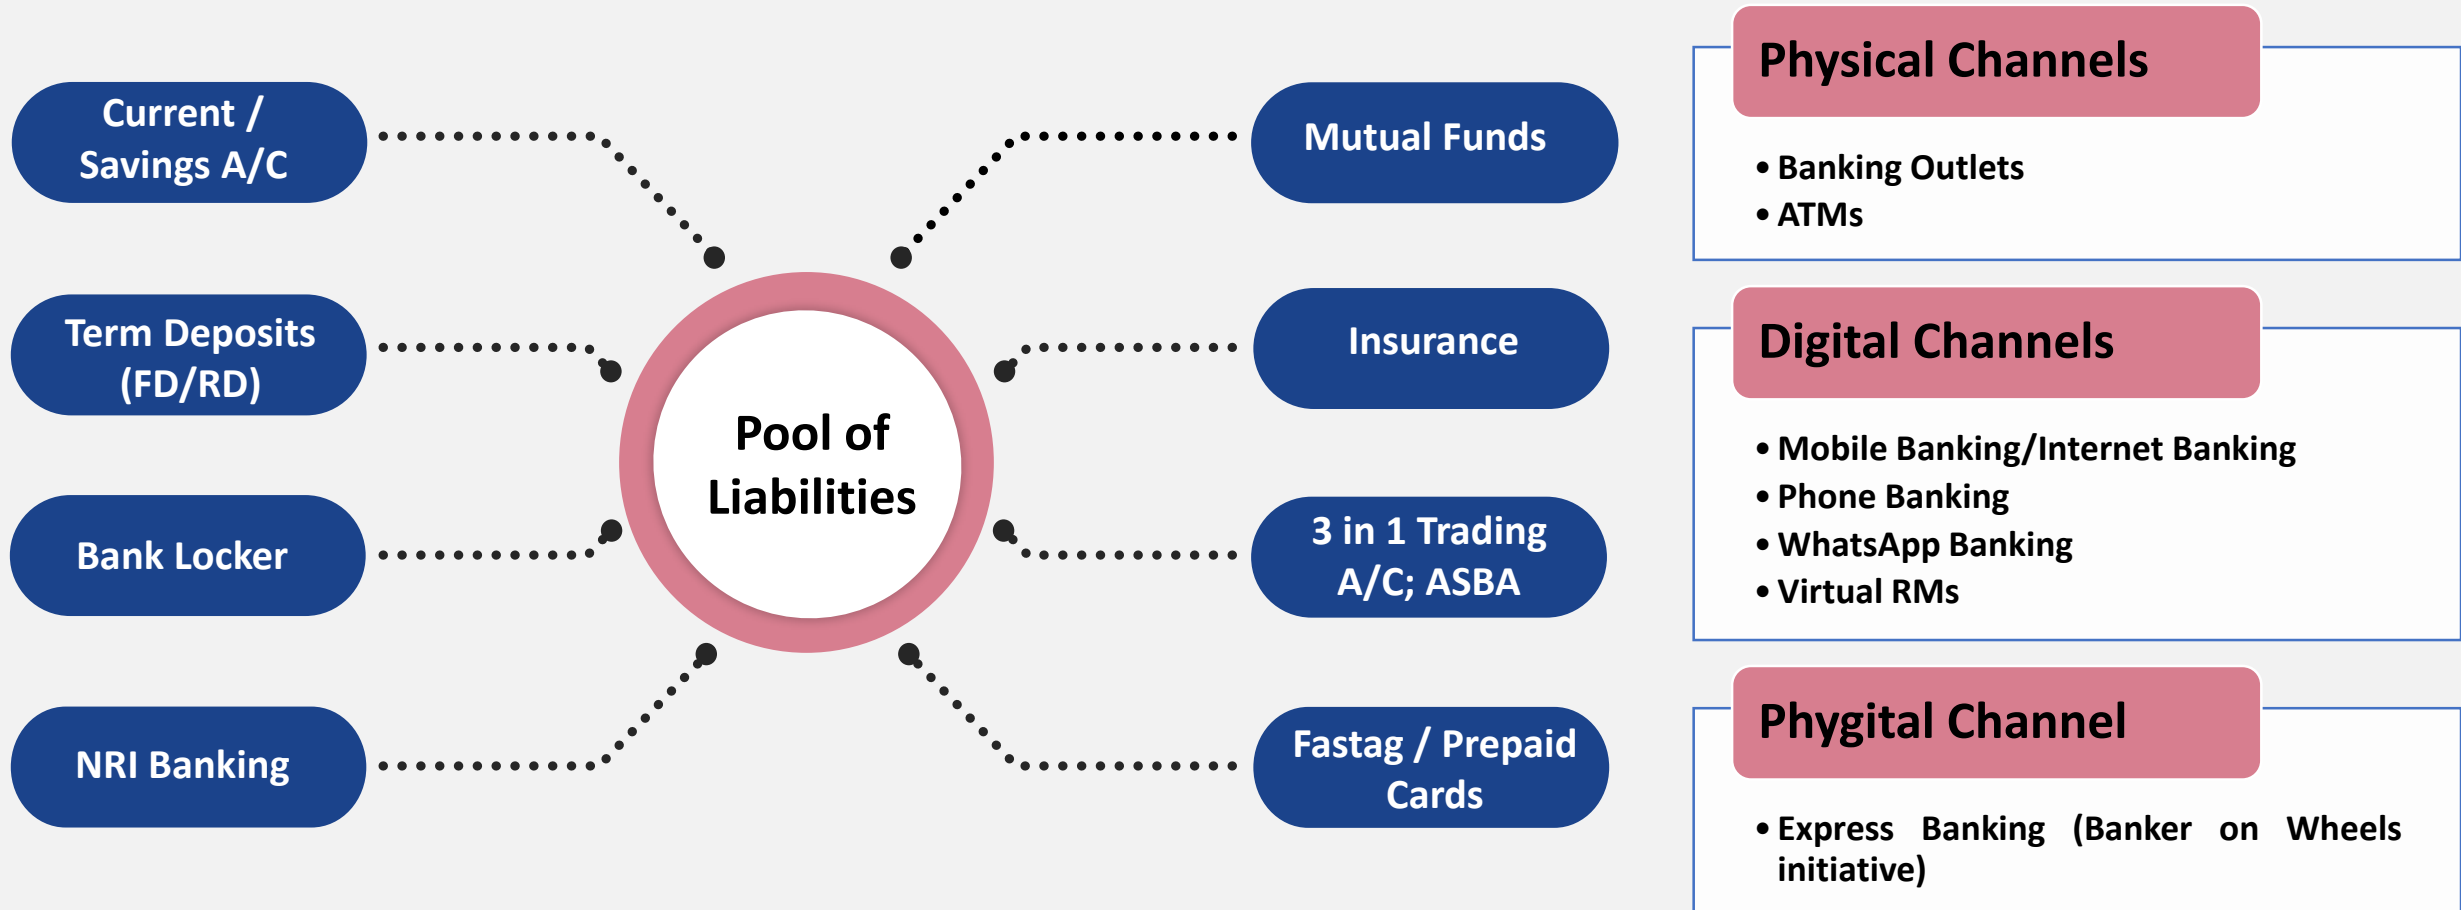 Current /
Savings A/C
Term Deposits
(FD/RD)
Bank Locker
NRI Banking
Pool of
Liabilities
Mutual Funds
Insurance
3 in 1 Trading
A/C; ASBA
Fastag / Prepaid
Cards
Physical Channels
• Banking Outlets
• ATMs
Digital Channels
• Mobile Banking/Internet Banking
• Phone Banking
• WhatsApp Banking
• Virtual RMs
Phygital Channel
• Express Banking (Banker on Wheels
initiative)